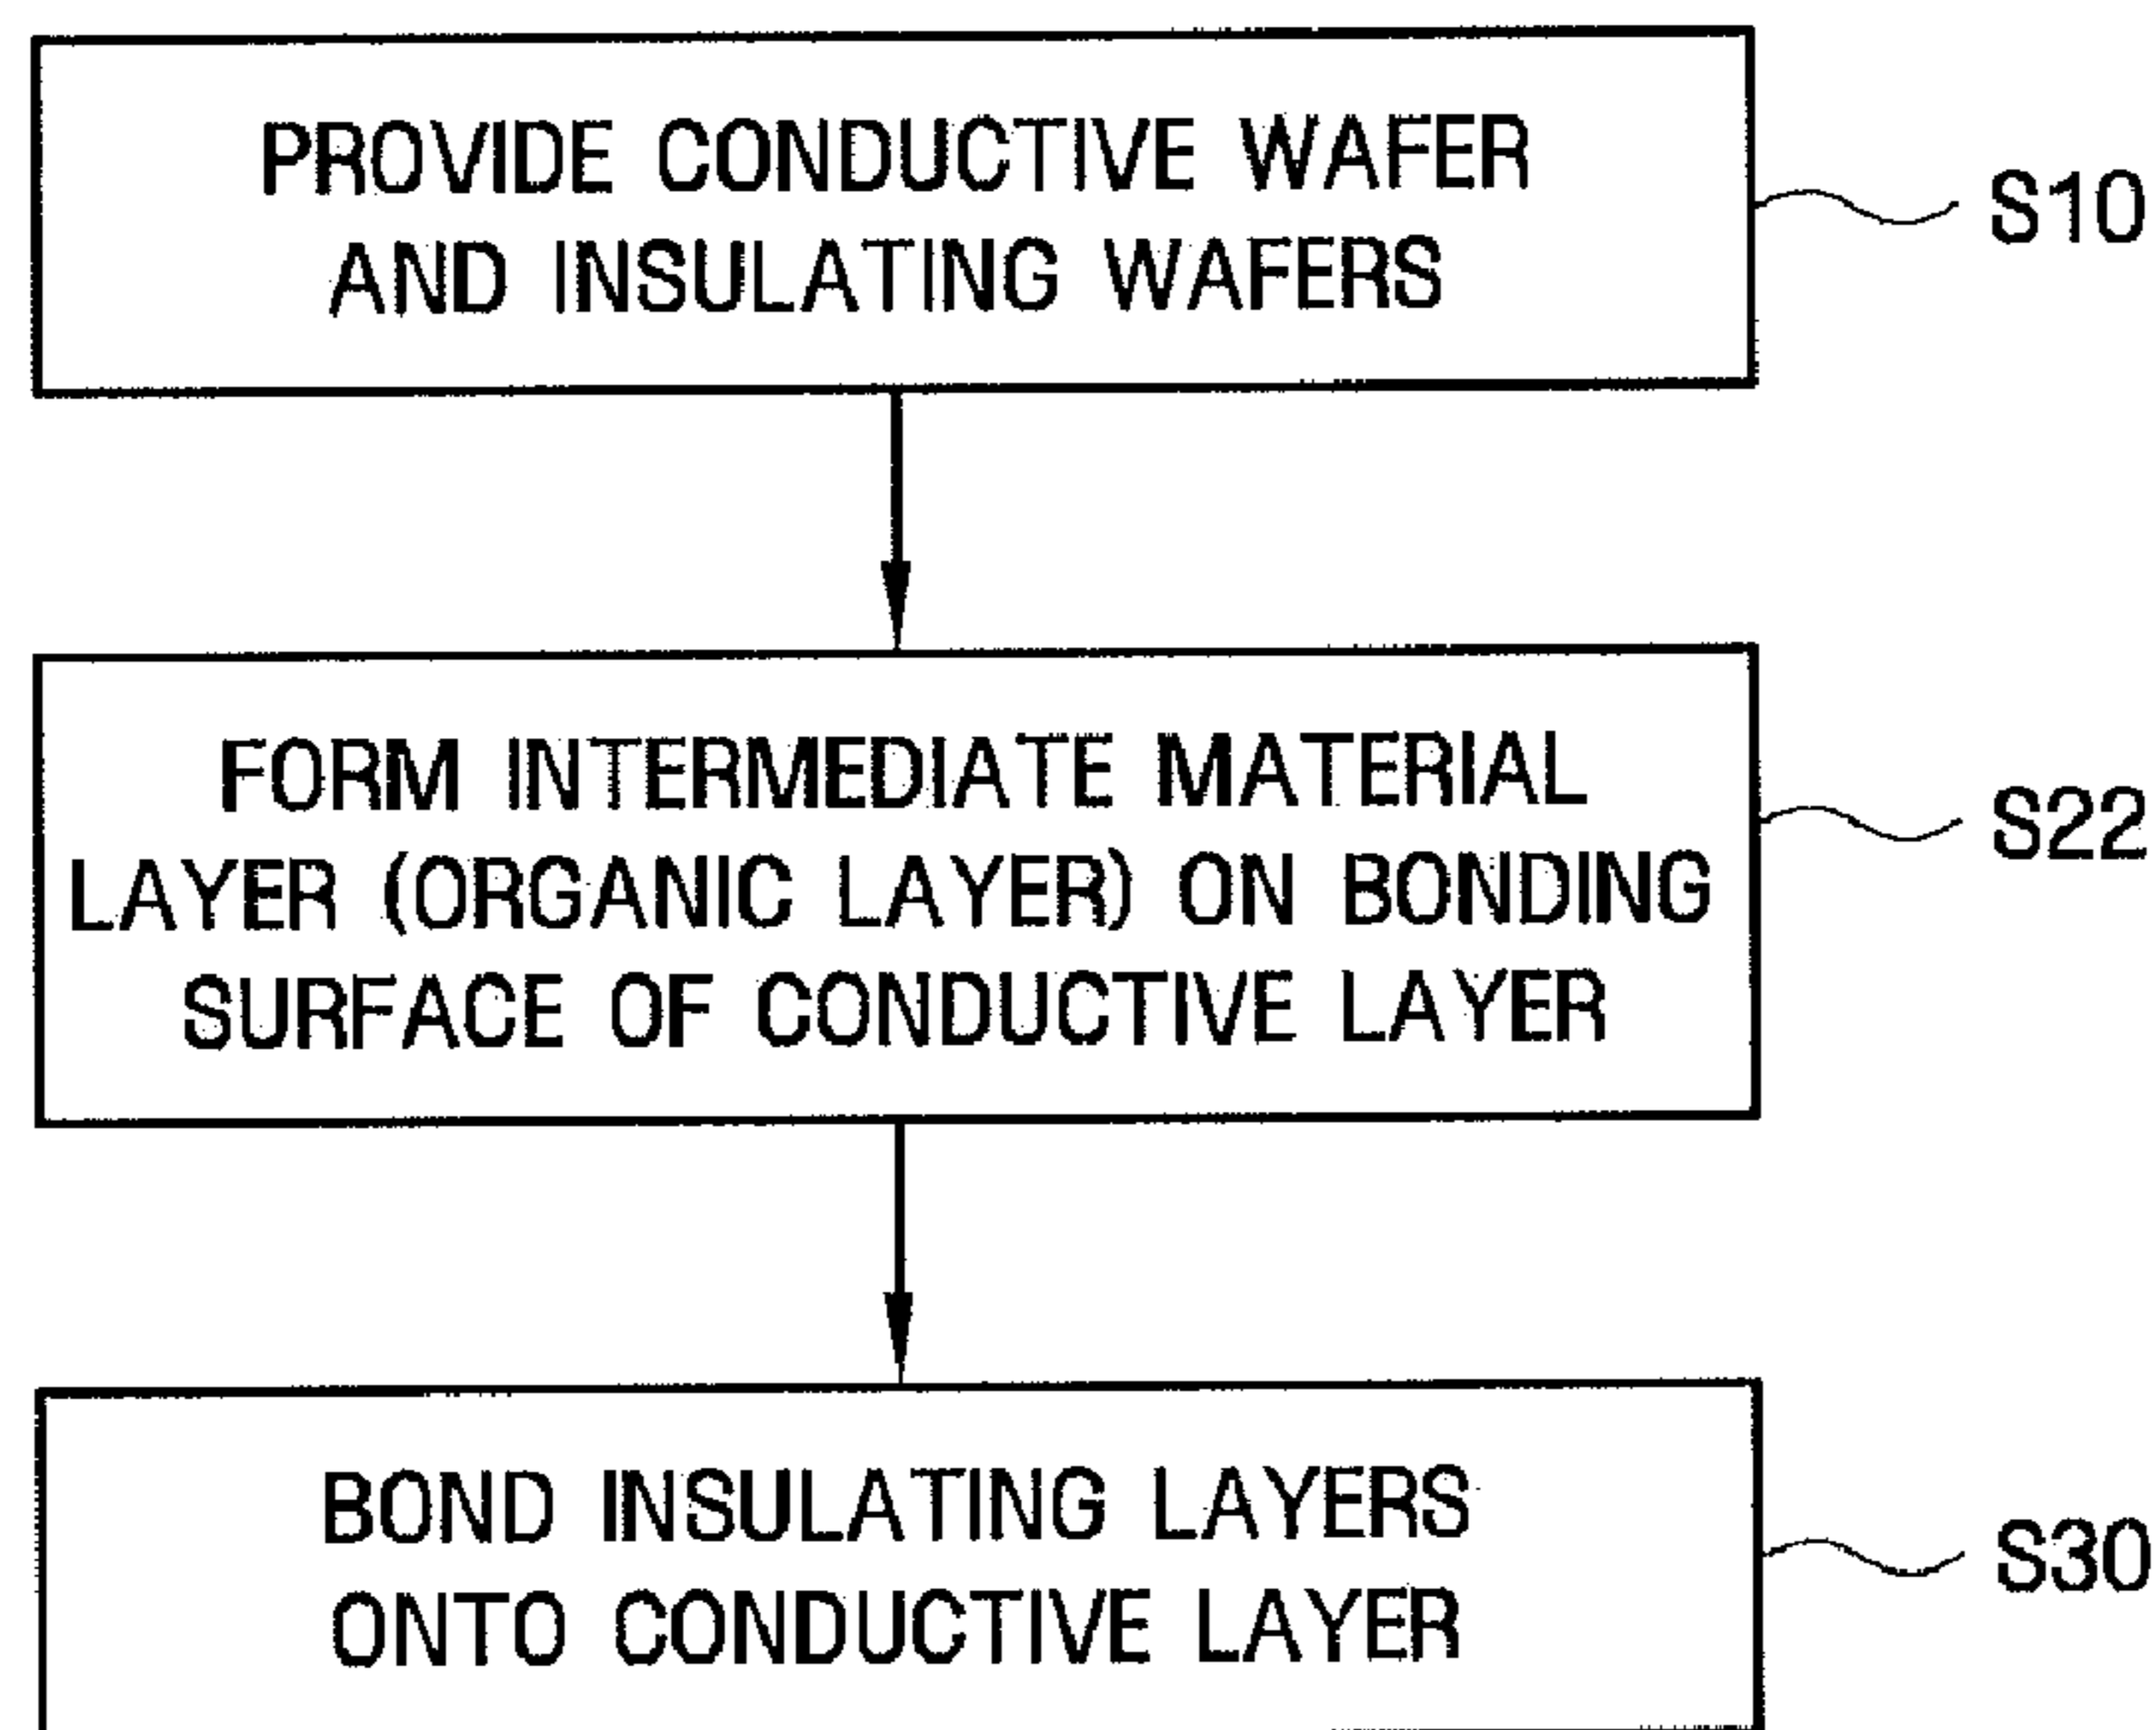 PROVIDE CONDUCTIVE WAFER
AND INSULATING WAFERS
S10
FORM INTERMEDIATE MATERIAL
LAYER (ORGANIC LAYER) ON BONDING
SURFACE OF CONDUCTIVE LAYER
S22
BOND INSULATING LAYERS
ONTO CONDUCTIVE LAYER
S30